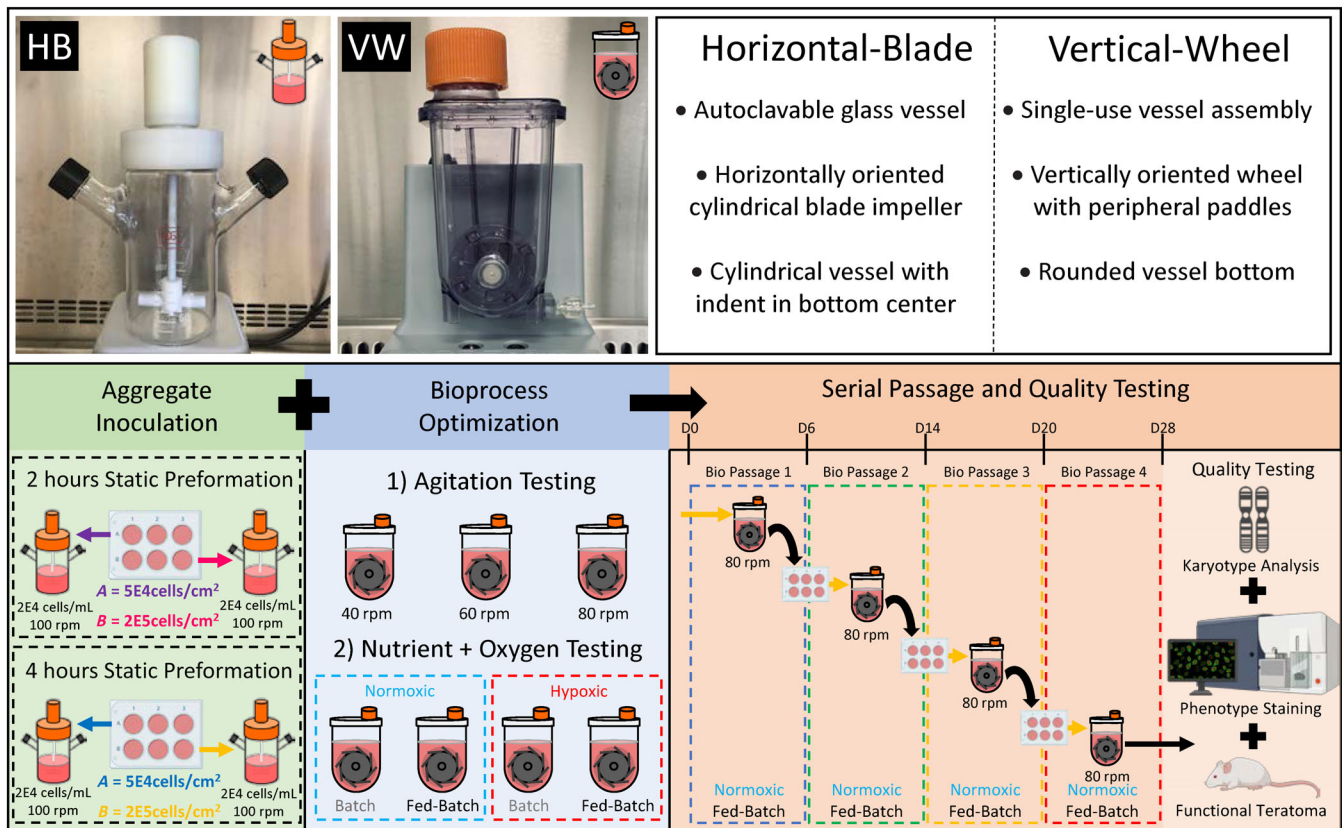 HB
VW
Horizontal-Blade
• Autoclavable glass vessel
• Horizontally oriented
cylindrical blade impeller
• Cylindrical vessel with
indent in bottom center
Vertical-Wheel
• Single-use vessel assembly
• Vertically oriented wheel
with peripheral paddles
• Rounded vessel bottom
Aggregate
Inoculation
Bioprocess
Optimization
Serial Passage and Quality Testing
2 hours Static Preformation
1 2 3
A
B
2E4 cells/mL
100 rpm
A = 5E4cells/cm²
B = 2E5cells/cm²
2E4 cells/mL
100 rpm
4 hours Static Preformation
1 2 3
A
B
2E4 cells/mL
100 rpm
A = 5E4cells/cm²
B = 2E5cells/cm²
2E4 cells/mL
100 rpm
1) Agitation Testing
40 rpm
60 rpm
80 rpm
2) Nutrient + Oxygen Testing
Normoxic
Batch
Fed-Batch
Hypoxic
Batch
Fed-Batch
D0
D6
D14
D20
D28
Bio Passage 1
Bio Passage 2
Bio Passage 3
Bio Passage 4
80 rpm
80 rpm
80 rpm
80 rpm
Normoxic
Fed-Batch
Normoxic
Fed-Batch
Normoxic
Fed-Batch
Normoxic
Fed-Batch
Quality Testing
Karyotype Analysis
Phenotype Staining
Functional Teratoma